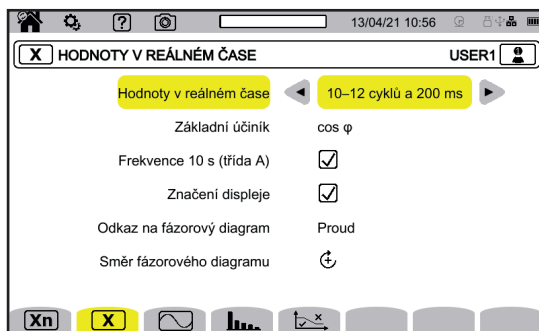 ? 13/04/21 10:56
X HODNOTY V REÁLNÉM ČASE USER1
Hodnoty v reálném čase 10–12 cyklů a 200 ms
Základní účiník cos φ
Frekvence 10 s (třída A)
Značení displeje
Odkaz na fázorový diagram Proud
Směr fázorového diagramu
Xn X